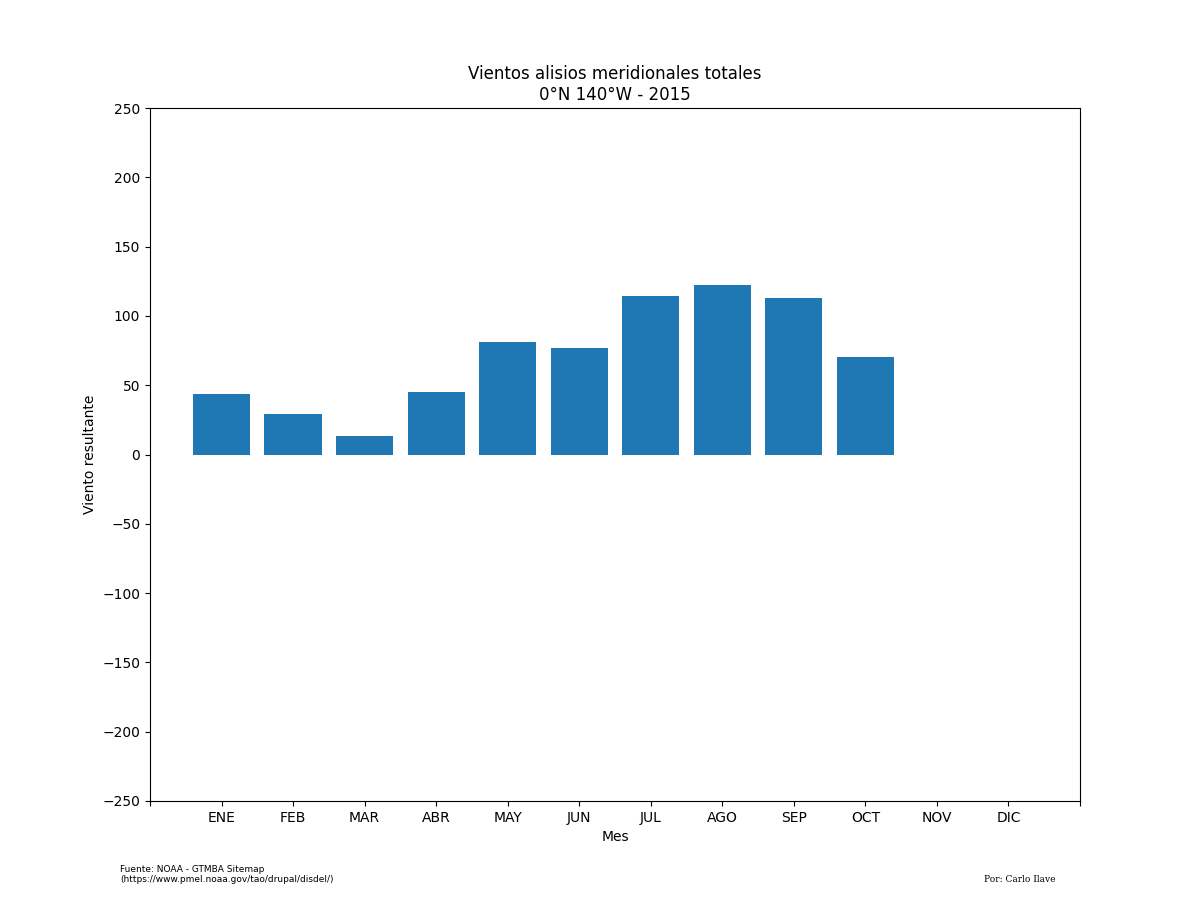 Vientos alisios meridionales totales
0°N 140°W - 2015
250
200
150
100
50
0
−50
−100
−150
−200
−250
Viento resultante
ENE FEB MAR ABR MAY JUN JUL AGO SEP OCT NOV DIC
Mes
Fuente: NOAA - GTMBA Sitemap
(https://www.pmel.noaa.gov/tao/drupal/disdel/)
Por: Carlo Ilave